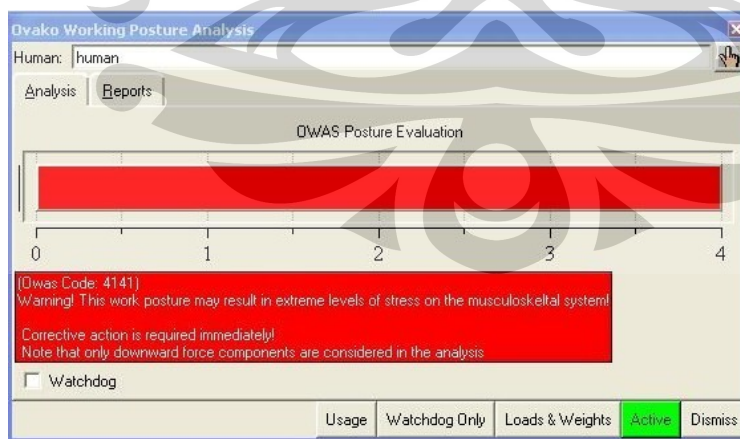 Ovako Working Posture Analysis
Human: human
Analysis Reports
OWAS Posture Evaluation
0 1 2 3 4
(Owas Code: 4141)
Warning! This work posture may result in extreme levels of stress on the musculoskeltal system!
Corrective action is required immediately!
Note that only downward force components are considered in the analysis
Watchdog
Usage Watchdog Only Loads & Weights Active Dismiss